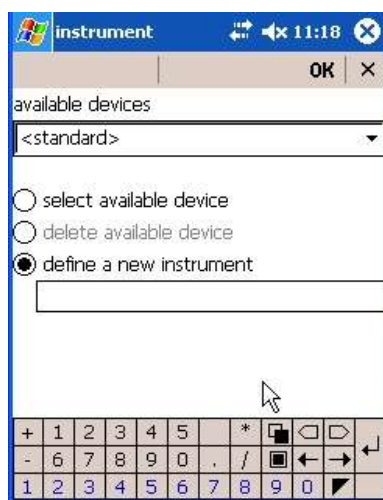 instrument 11:18
OK
available devices
<standard>
select available device
delete available device
define a new instrument
+ 1 2 3 4 5 *
- 6 7 8 9 0 . /
1 2 3 4 5 6 7 8 9 0